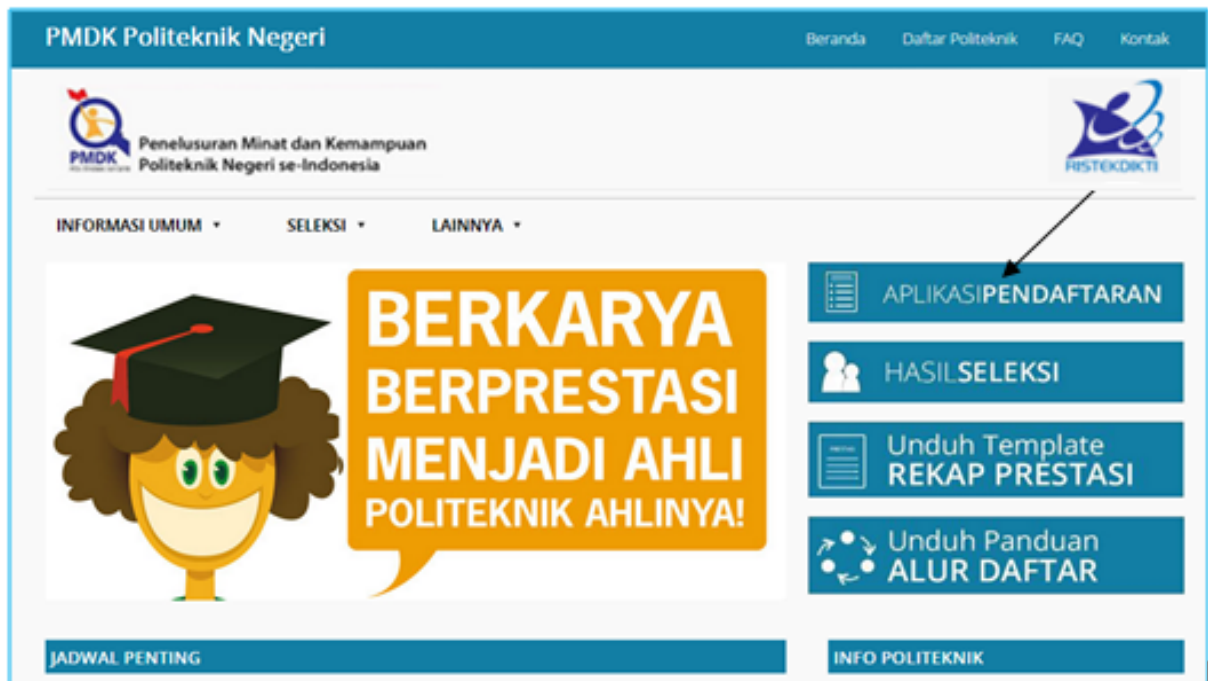 PMDK Politeknik Negeri
Beranda Daftar Politeknik FAQ Kontak
PMDK
Penelusuran Minat dan Kemampuan
Politeknik Negeri se-Indonesia
RISTEKDIKTI
INFORMASI UMUM SELEKSI LAINNYA
BERKARYA
BERPRESTASI
MENJADI AHLI
POLITEKNIK AHLINYA!
APLIKASIPENDAFTARAN
HASILSELEKSI
Unduh Template
REKAP PRESTASI
Unduh Panduan
ALUR DAFTAR
JADWAL PENTING
INFO POLITEKNIK